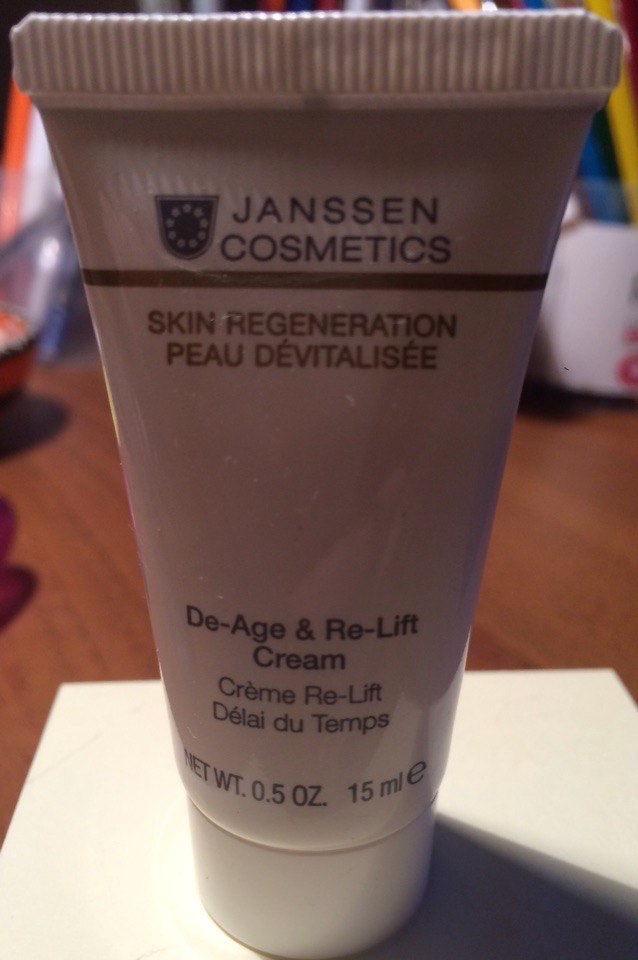 JANSSEN
COSMETICS
SKIN REGENERATION
PEAU DÉVITALISÉE
De-Age & Re-Lift
Cream
Crème Re-Lift
Délai du Temps
NET WT. 0.5 OZ. 15 ml e